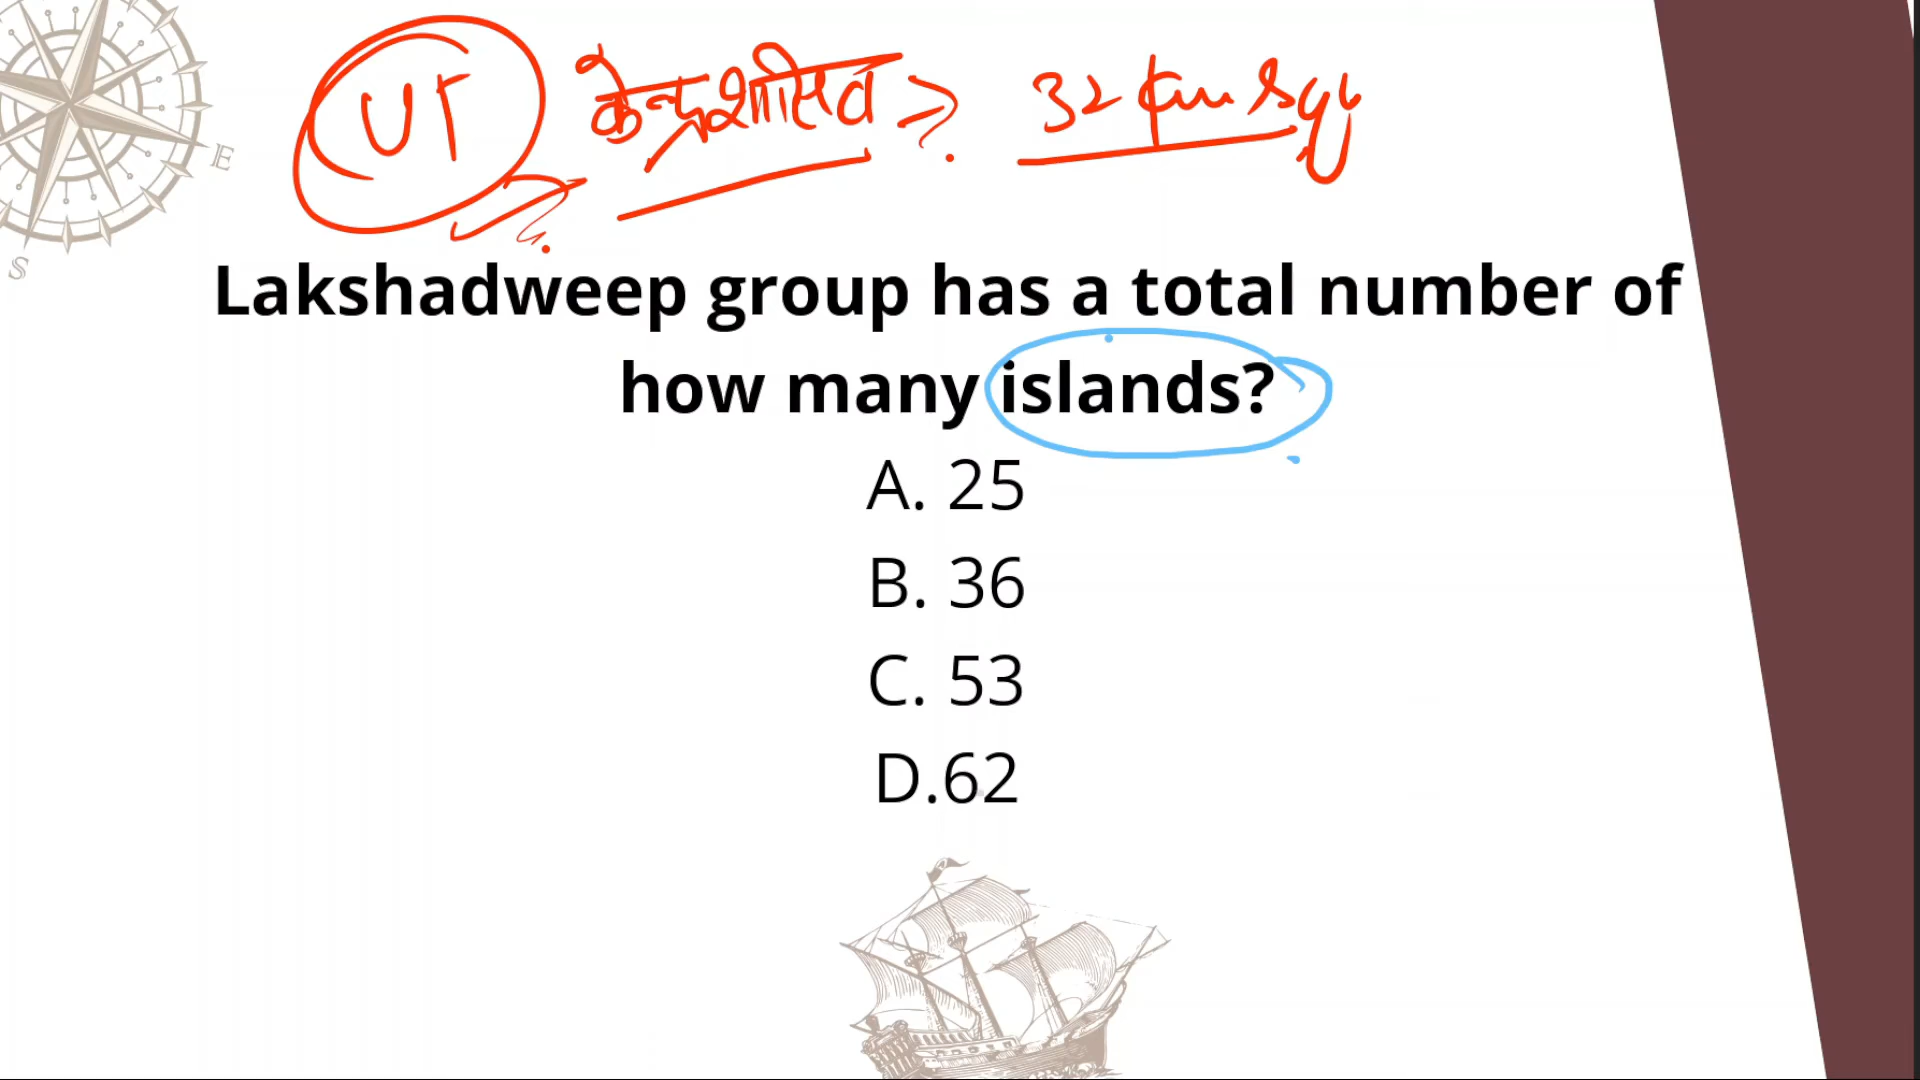 UT केन्द्रशासित 32 km sq
E
S
Lakshadweep group has a total number of
how many islands?
A. 25
B. 36
C. 53
D.62